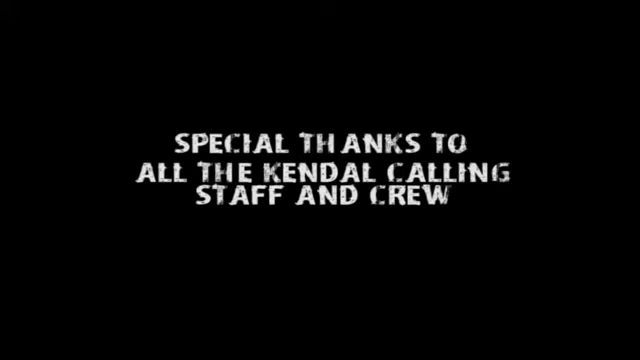 SPECIAL THANKS TO
ALL THE KENDAL CALLING
STAFF AND CREW